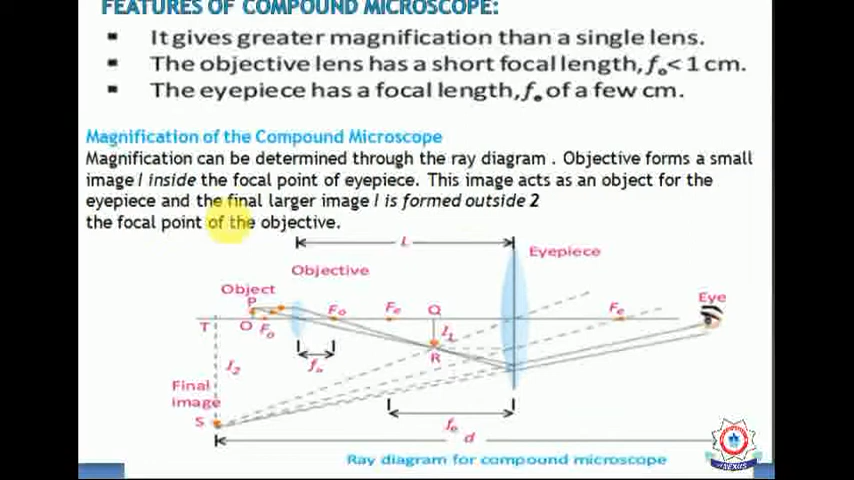 FEATURES OF COMPOUND MICROSCOPE:
▪ It gives greater magnification than a single lens.
▪ The objective lens has a short focal length, fo < 1 cm.
▪ The eyepiece has a focal length, fe of a few cm.
Magnification of the Compound Microscope
Magnification can be determined through the ray diagram . Objective forms a small
image I inside the focal point of eyepiece. This image acts as an object for the
eyepiece and the final larger image I is formed outside 2
the focal point of the objective.
L
Eyepiece
Objective
Object
P
Fo
Fe
Q
Fe
Eye
T
O
Fo
I1
R
fo
I2
Final
image
S
fe
d
Ray diagram for compound microscope
NEXUS